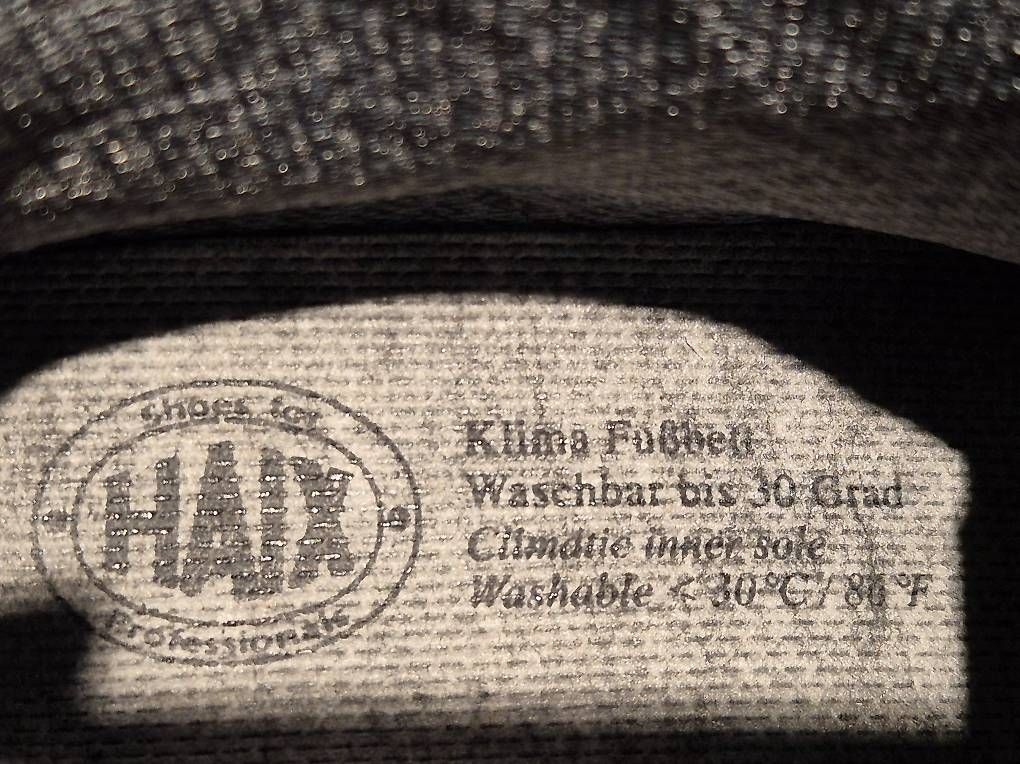 Shoes for
HAIX
Professionals
Klima Fußbett
Waschbar bis 30 Grad
Climatic inner sole
Washable < 30°C / 86 °F